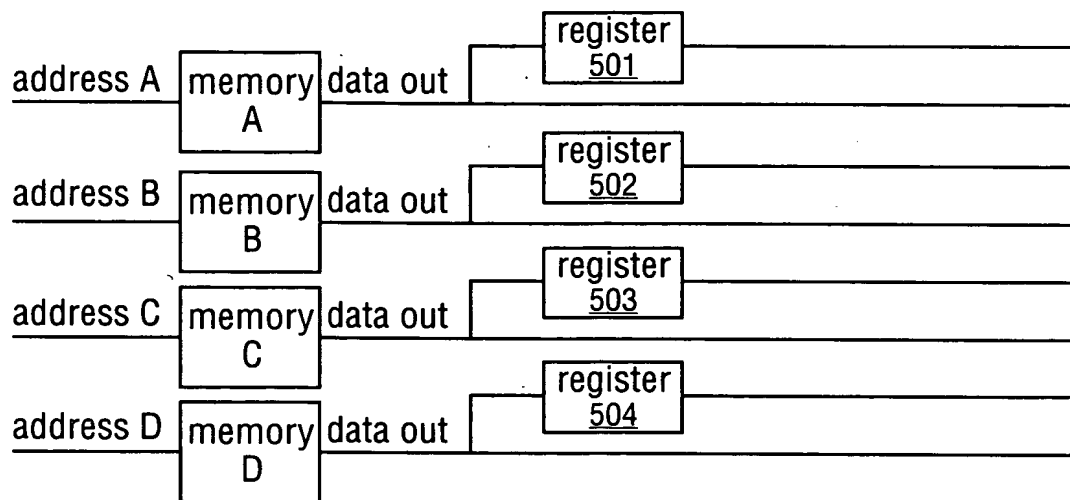 register
501
address A
memory
A
data out
register
502
address B
memory
B
data out
register
503
address C
memory
C
data out
register
504
address D
memory
D
data out